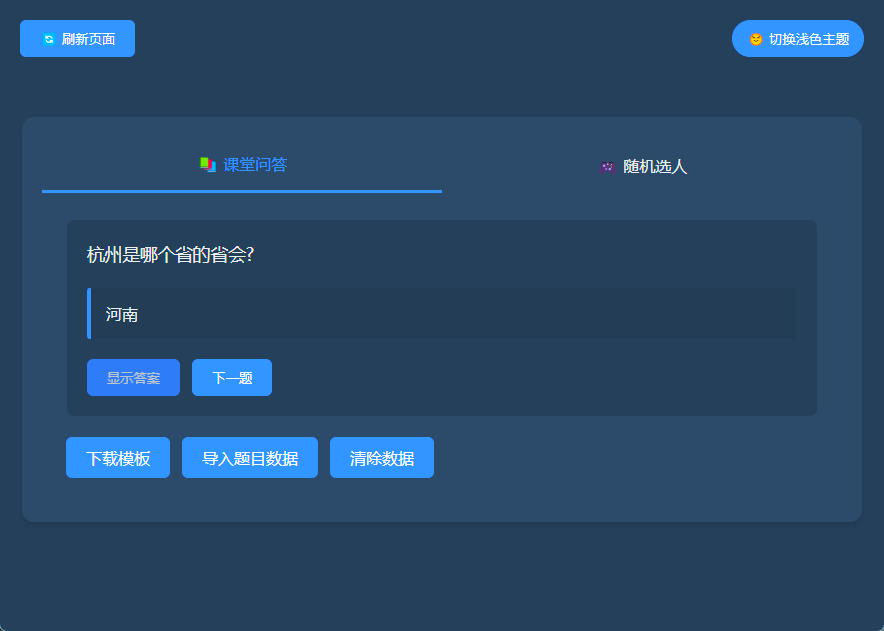 刷新页面
切换浅色主题
课堂问答
随机选人
杭州是哪个省的省会?
河南
显示答案
下一题
下载模板
导入题目数据
清除数据